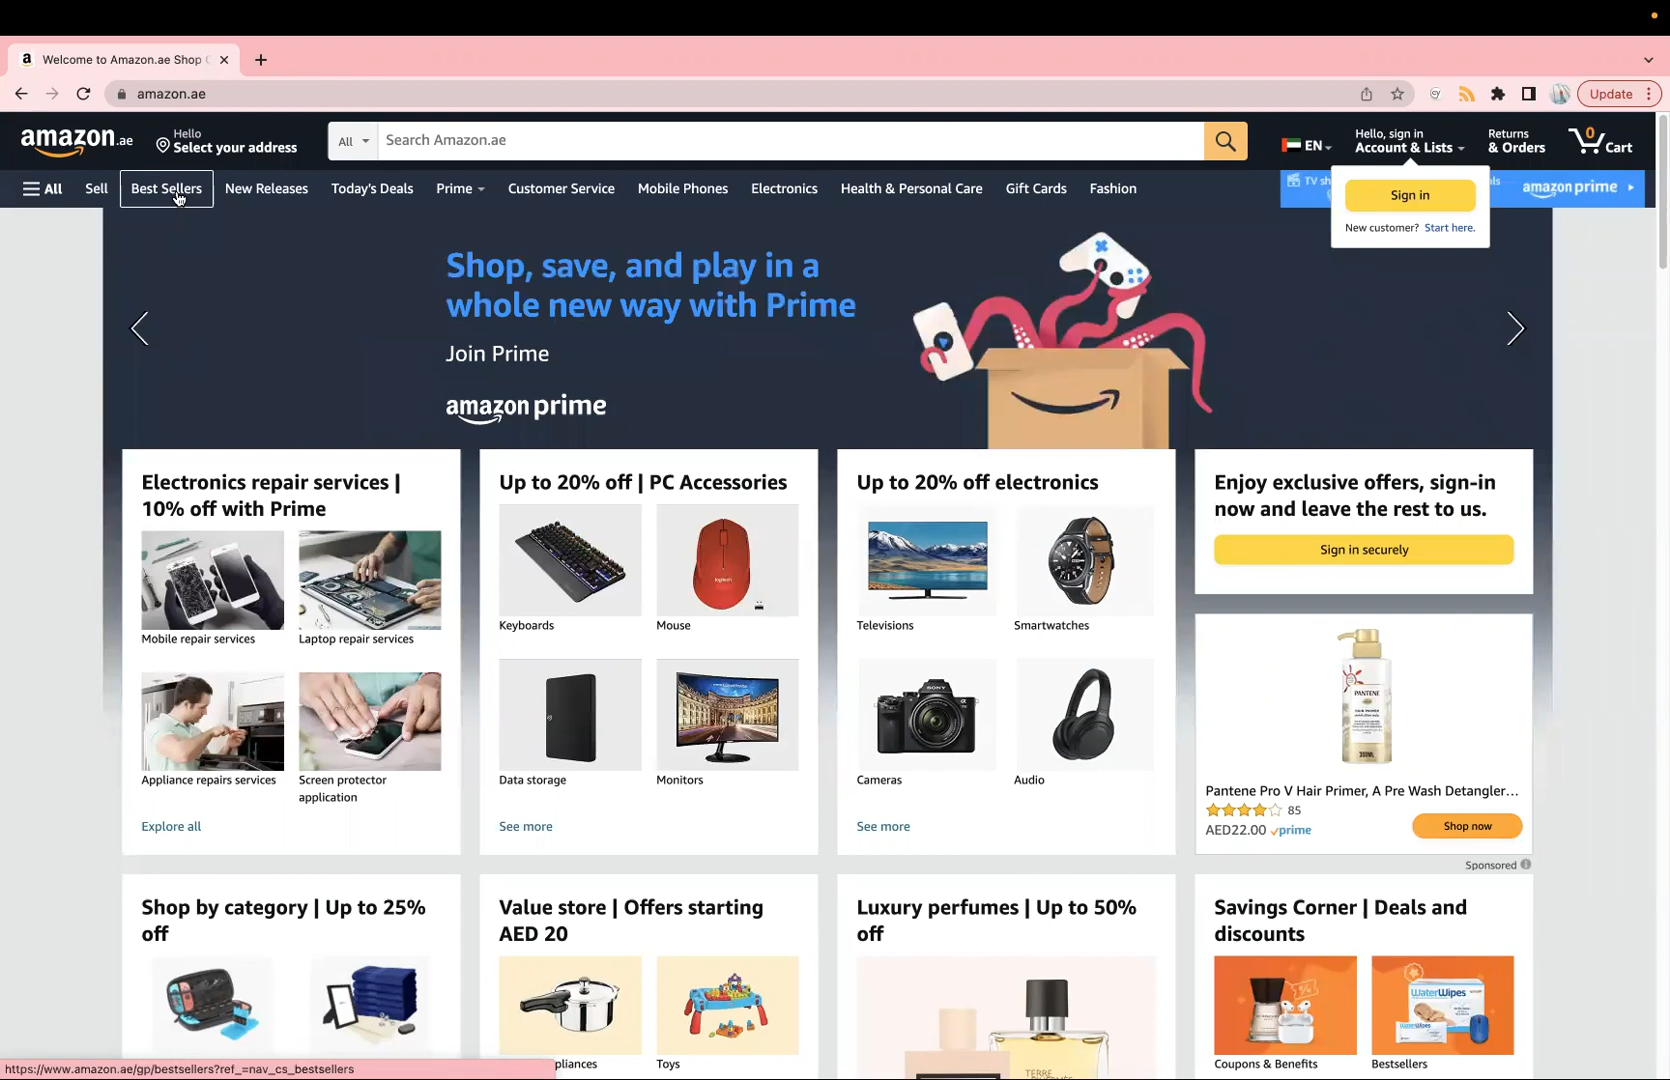 Welcome to Amazon.ae Shop
amazon.ae
Update
amazon.ae
Hello
Select your address
All
Search Amazon.ae
EN
Hello, sign in
Account & Lists
Returns
& Orders
0
Cart
All
Sell
Best Sellers
New Releases
Today's Deals
Prime
Customer Service
Mobile Phones
Electronics
Health & Personal Care
Gift Cards
Fashion
TV
amazon prime
Sign in
New customer? Start here.
Shop, save, and play in a
whole new way with Prime
Join Prime
amazon prime
Electronics repair services |
10% off with Prime
Mobile repair services
Laptop repair services
Appliance repairs services
Screen protector
application
Explore all
Up to 20% off | PC Accessories
Keyboards
Mouse
Data storage
Monitors
See more
Up to 20% off electronics
Televisions
Smartwatches
SONY
Cameras
Audio
See more
Enjoy exclusive offers, sign-in
now and leave the rest to us.
Sign in securely
PANTENE
Pantene Pro V Hair Primer, A Pre Wash Detangler...
85
AED22.00 prime
Shop now
Sponsored
Shop by category | Up to 25%
off
Value store | Offers starting
AED 20
Toys
Luxury perfumes | Up to 50%
off
TERRE
Savings Corner | Deals and
discounts
WaterWipes
Coupons & Benefits
Bestsellers
https://www.amazon.ae/gp/bestsellers?ref_=nav_cs_bestsellers